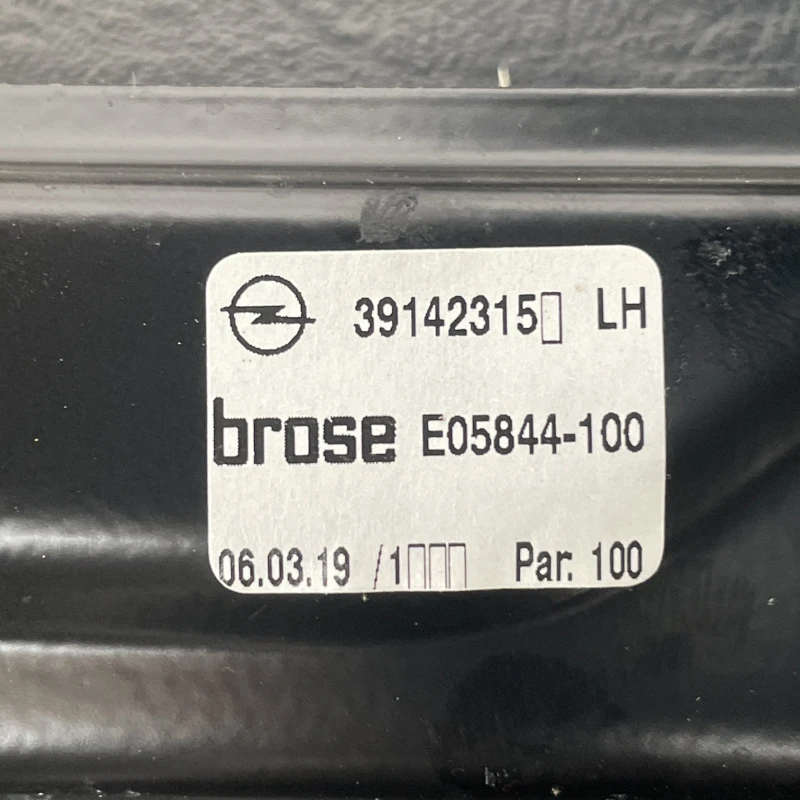 39142315▯ LH
brose E05844-100
06.03.19 /1▯▯▯ Par. 100